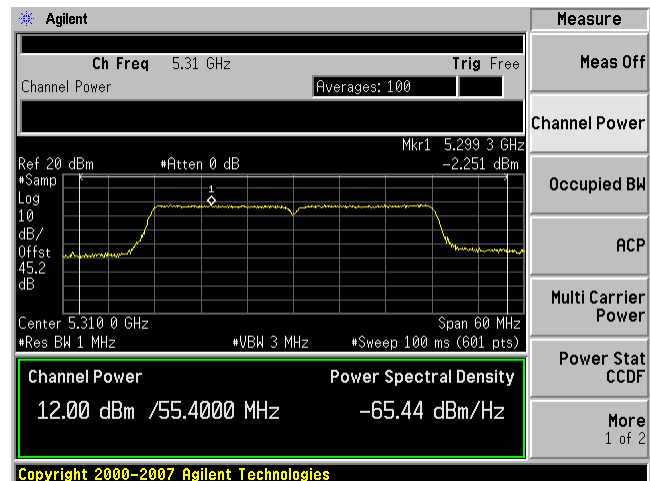 Agilent
Measure
Ch Freq 5.31 GHz Trig Free
Channel Power Averages: 100
Mkr1 5.299 3 GHz
Ref 20 dBm #Atten 0 dB -2.251 dBm
#Samp
Log
10
dB/
Offst
45.2
dB
1
Center 5.310 0 GHz Span 60 MHz
#Res BW 1 MHz #VBW 3 MHz #Sweep 100 ms (601 pts)
Channel Power Power Spectral Density
12.00 dBm /55.4000 MHz -65.44 dBm/Hz
Copyright 2000-2007 Agilent Technologies
Meas Off
Channel Power
Occupied BW
ACP
Multi Carrier
Power
Power Stat
CCDF
More
1 of 2